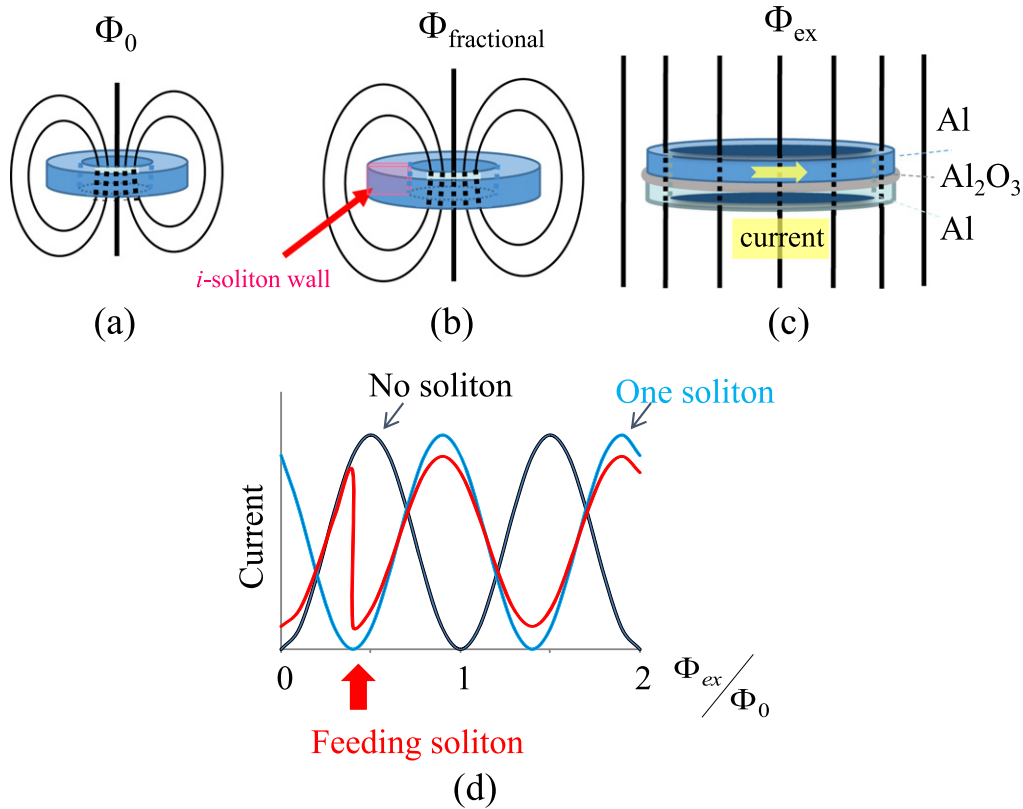 Φ0
Φfractional
Φex
Al
Al2O3
Al
current
i-soliton wall
(a)
(b)
(c)
No soliton
One soliton
Current
0
1
2
Φex/Φ0
Feeding soliton
(d)